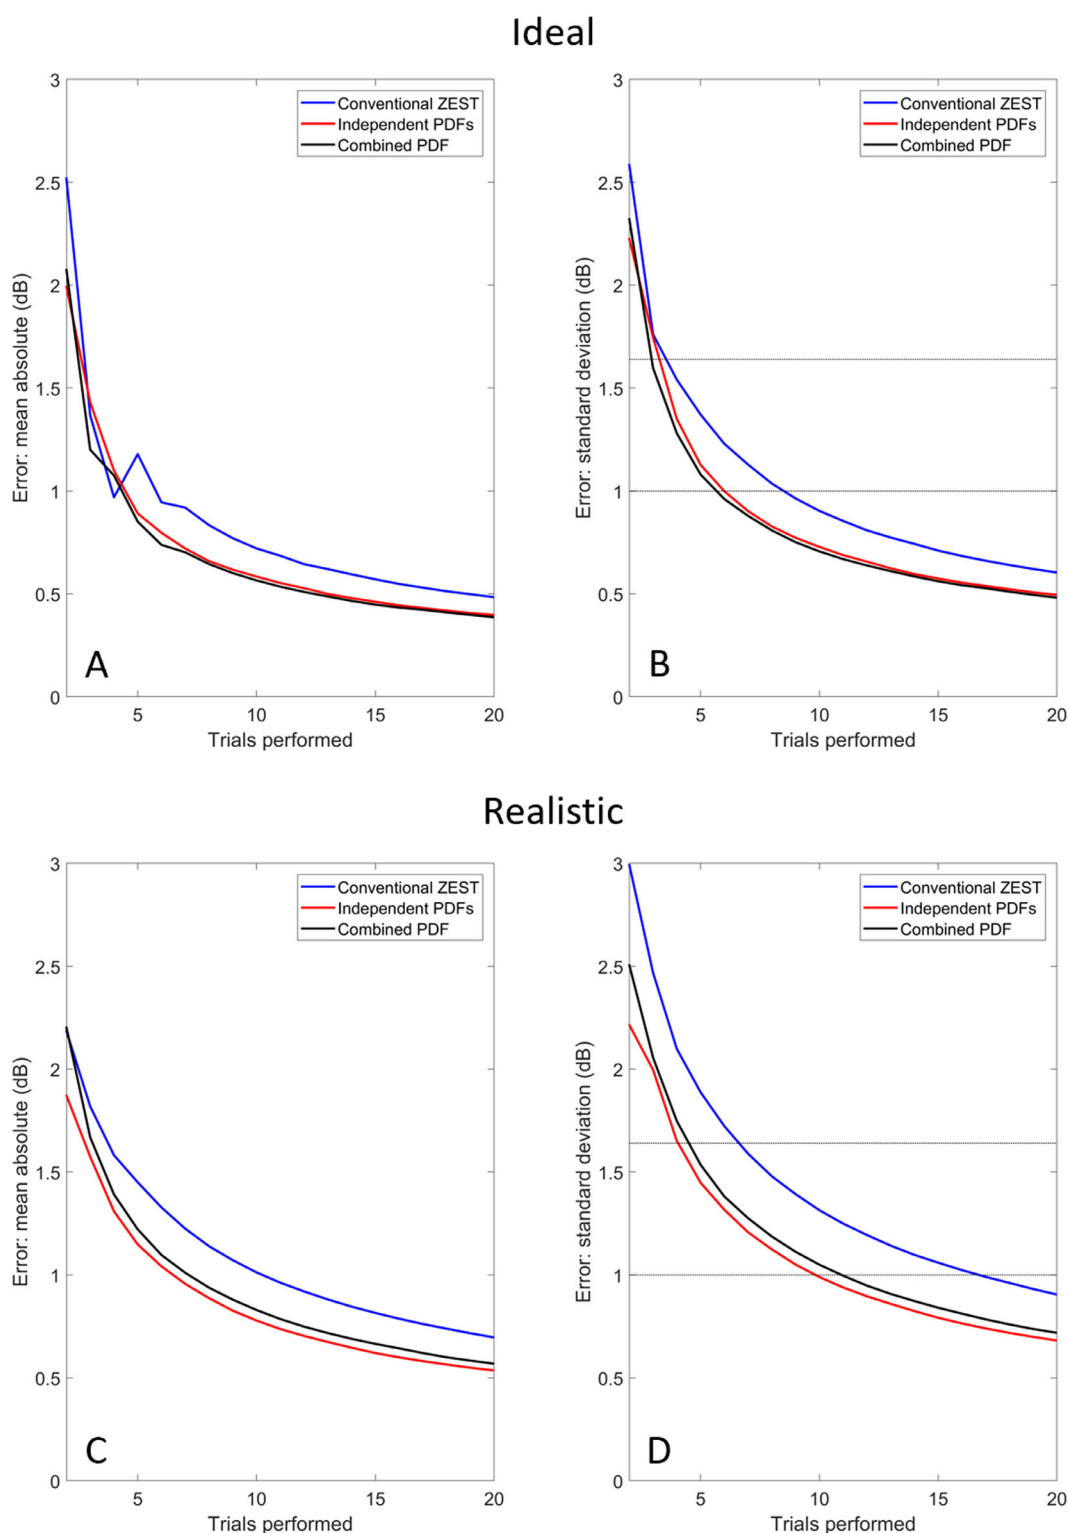 Ideal
3
2.5
2
1.5
1
0.5
0
5
10
15
20
Error: mean absolute (dB)
Trials performed
Conventional ZEST
Independent PDFs
Combined PDF
A
3
2.5
2
1.5
1
0.5
0
5
10
15
20
Error: standard deviation (dB)
Trials performed
Conventional ZEST
Independent PDFs
Combined PDF
B
Realistic
3
2.5
2
1.5
1
0.5
0
5
10
15
20
Error: mean absolute (dB)
Trials performed
Conventional ZEST
Independent PDFs
Combined PDF
C
3
2.5
2
1.5
1
0.5
0
5
10
15
20
Error: standard deviation (dB)
Trials performed
Conventional ZEST
Independent PDFs
Combined PDF
D